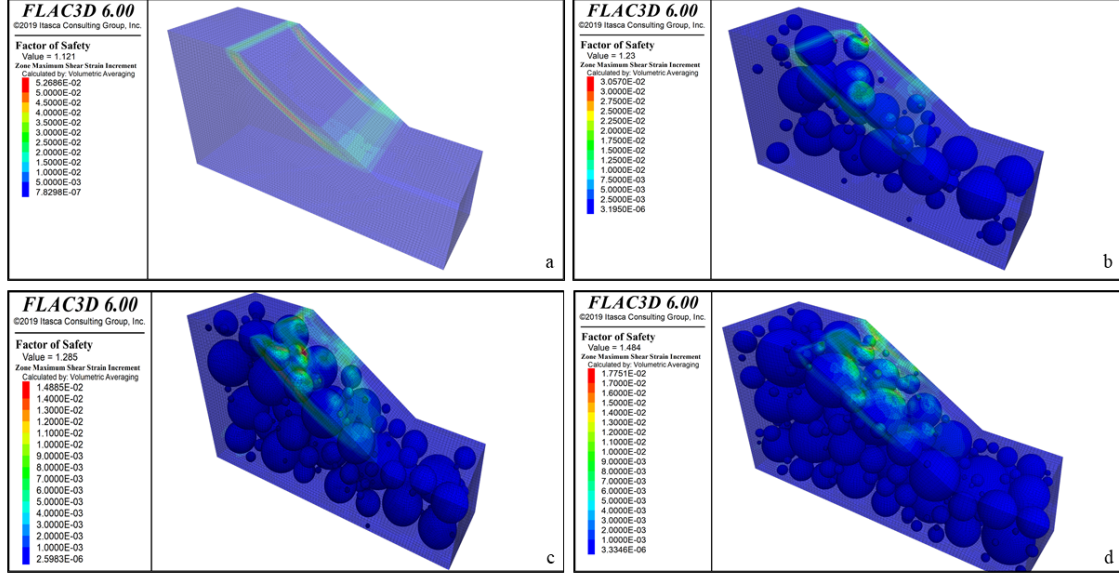 FLAC3D 6.00
©2019 Itasca Consulting Group, Inc.
Factor of Safety
Value = 1.121
Zone Maximum Shear Strain Increment
Calculated by: Volumetric Averaging
5.2686E-02
5.0000E-02
4.5000E-02
4.0000E-02
3.5000E-02
3.0000E-02
2.5000E-02
2.0000E-02
1.5000E-02
1.0000E-02
5.0000E-03
7.8298E-07
a
FLAC3D 6.00
©2019 Itasca Consulting Group, Inc.
Factor of Safety
Value = 1.23
Zone Maximum Shear Strain Increment
Calculated by: Volumetric Averaging
3.0570E-02
3.0000E-02
2.7500E-02
2.5000E-02
2.2500E-02
2.0000E-02
1.7500E-02
1.5000E-02
1.2500E-02
1.0000E-02
7.5000E-03
5.0000E-03
2.5000E-03
3.1950E-06
b
FLAC3D 6.00
©2019 Itasca Consulting Group, Inc.
Factor of Safety
Value = 1.285
Zone Maximum Shear Strain Increment
Calculated by: Volumetric Averaging
1.4885E-02
1.4000E-02
1.3000E-02
1.2000E-02
1.1000E-02
1.0000E-02
9.0000E-03
8.0000E-03
7.0000E-03
6.0000E-03
5.0000E-03
4.0000E-03
3.0000E-03
2.0000E-03
1.0000E-03
2.5983E-06
c
FLAC3D 6.00
©2019 Itasca Consulting Group, Inc.
Factor of Safety
Value = 1.484
Zone Maximum Shear Strain Increment
Calculated by: Volumetric Averaging
1.7751E-02
1.7000E-02
1.6000E-02
1.5000E-02
1.4000E-02
1.3000E-02
1.2000E-02
1.1000E-02
1.0000E-02
9.0000E-03
8.0000E-03
7.0000E-03
6.0000E-03
5.0000E-03
4.0000E-03
3.0000E-03
2.0000E-03
1.0000E-03
3.3346E-06
d